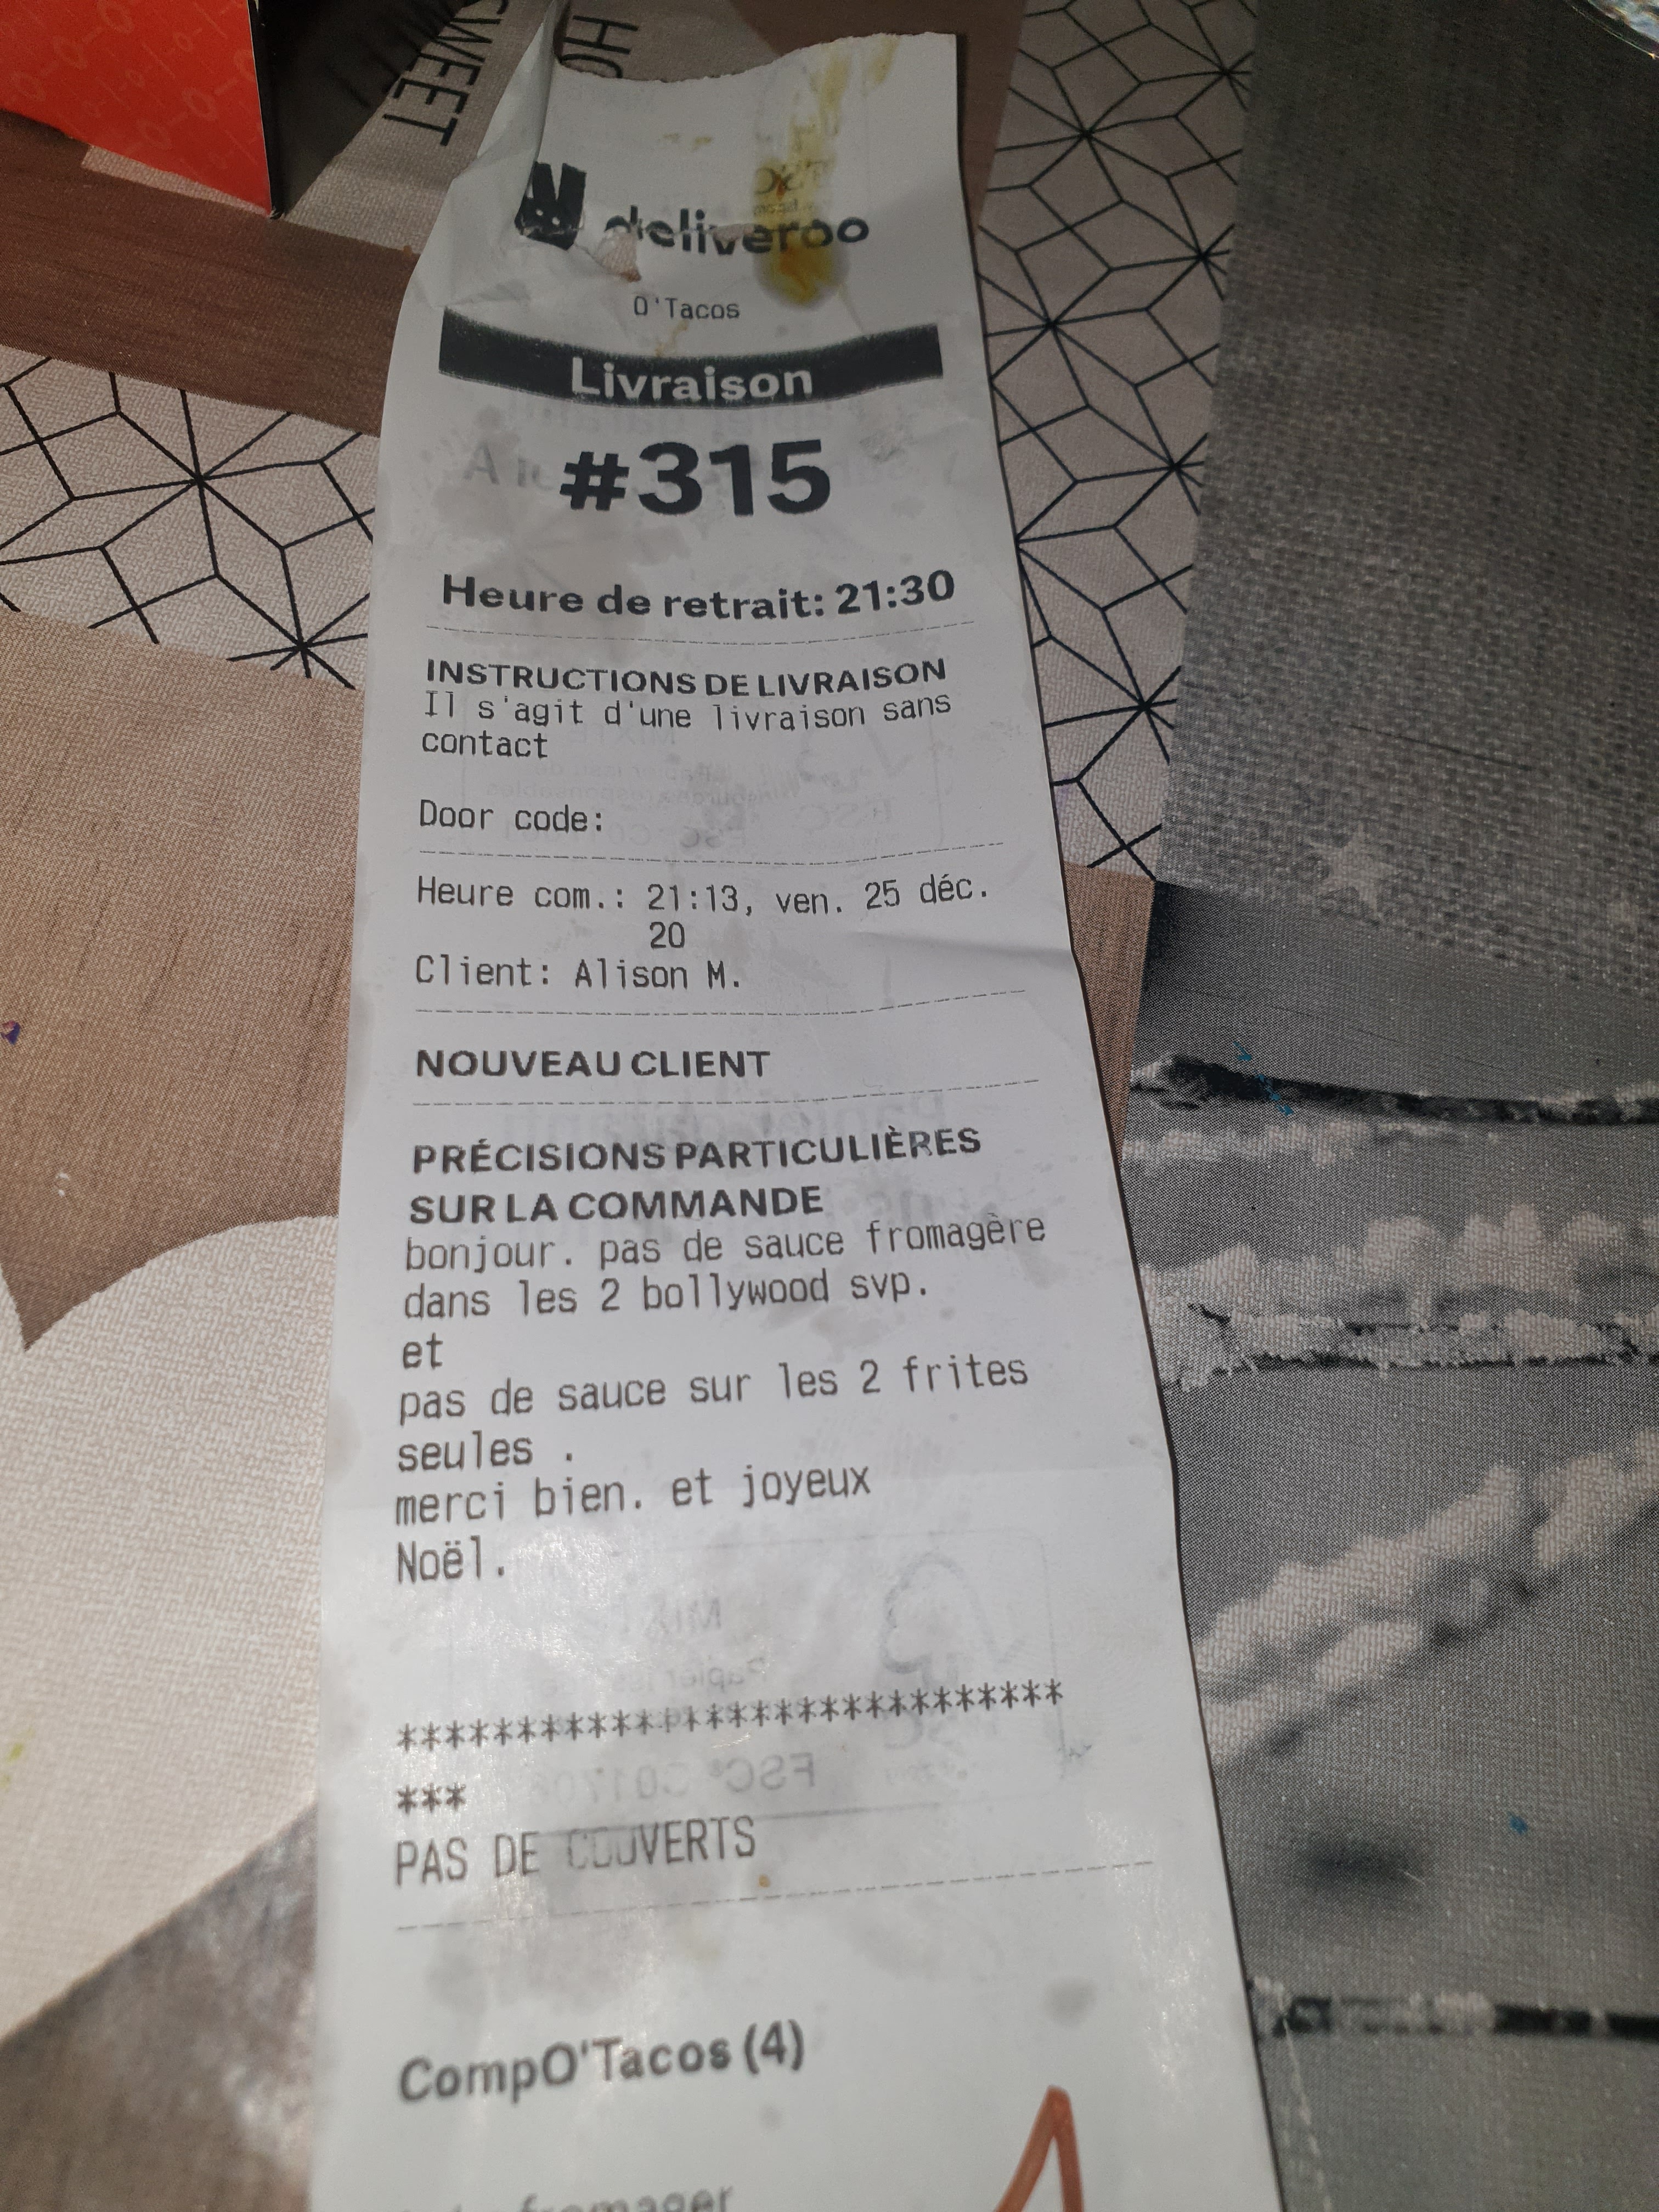 SWEET
HO
deliveroo
O'Tacos
Livraison
#315
Heure de retrait: 21:30
INSTRUCTIONS DE LIVRAISON
Il s'agit d'une livraison sans
contact
Door code:
Heure com.: 21:13, ven. 25 déc.
20
Client: Alison M.
NOUVEAU CLIENT
PRÉCISIONS PARTICULIÈRES
SUR LA COMMANDE
bonjour. pas de sauce fromagère
dans les 2 bollywood svp.
et
pas de sauce sur les 2 frites
seules .
merci bien. et joyeux
Noël.
*****************************
***
PAS DE COUVERTS
CompO'Tacos (4)
fromager